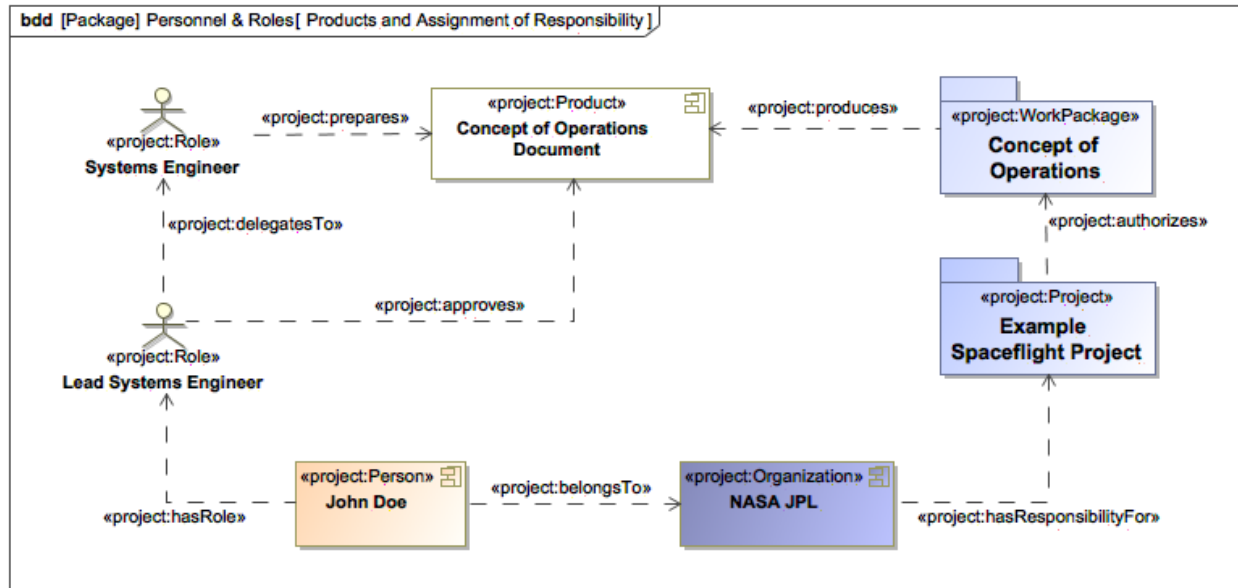 bdd [Package] Personnel & Roles[ Products and Assignment of Responsibility ]
«project:Role»
Systems Engineer
«project:prepares»
«project:Product»
Concept of Operations
Document
«project:produces»
«project:WorkPackage»
Concept of
Operations
«project:delegatesTo»
«project:authorizes»
«project:approves»
«project:Role»
Lead Systems Engineer
«project:Project»
Example
Spaceflight Project
«project:hasRole»
«project:Person»
John Doe
«project:belongsTo»
«project:Organization»
NASA JPL
«project:hasResponsibilityFor»